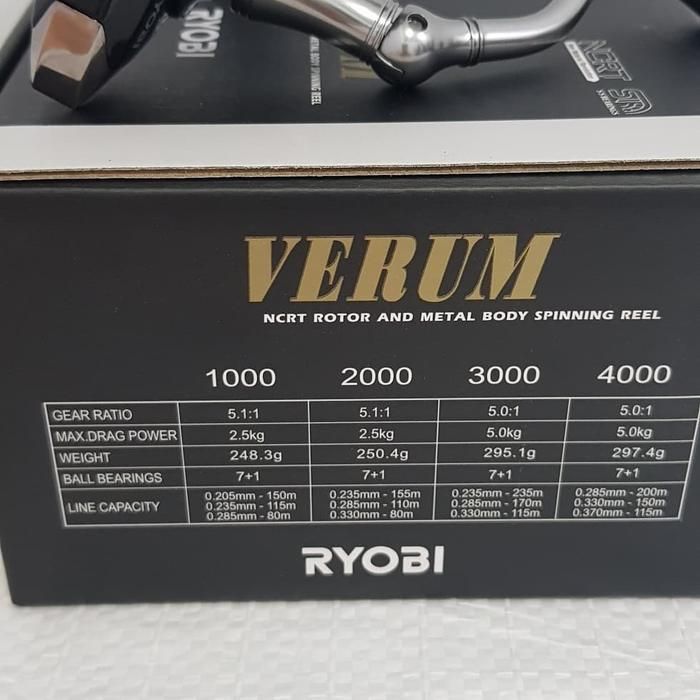 RYOBI
METAL BODY SPINNING REEL
NCRT
VERUM
NCRT ROTOR AND METAL BODY SPINNING REEL
1000 2000 3000 4000
GEAR RATIO 5.1:1 5.1:1 5.0:1 5.0:1
MAX.DRAG POWER 2.5kg 2.5kg 5.0kg 5.0kg
WEIGHT 248.3g 250.4g 295.1g 297.4g
BALL BEARINGS 7+1 7+1 7+1 7+1
LINE CAPACITY
0.205mm - 150m 0.235mm - 155m 0.235mm - 235m 0.285mm - 200m
0.235mm - 115m 0.285mm - 110m 0.285mm - 170m 0.330mm - 150m
0.285mm - 80m 0.330mm - 80m 0.330mm - 115m 0.370mm - 115m
RYOBI